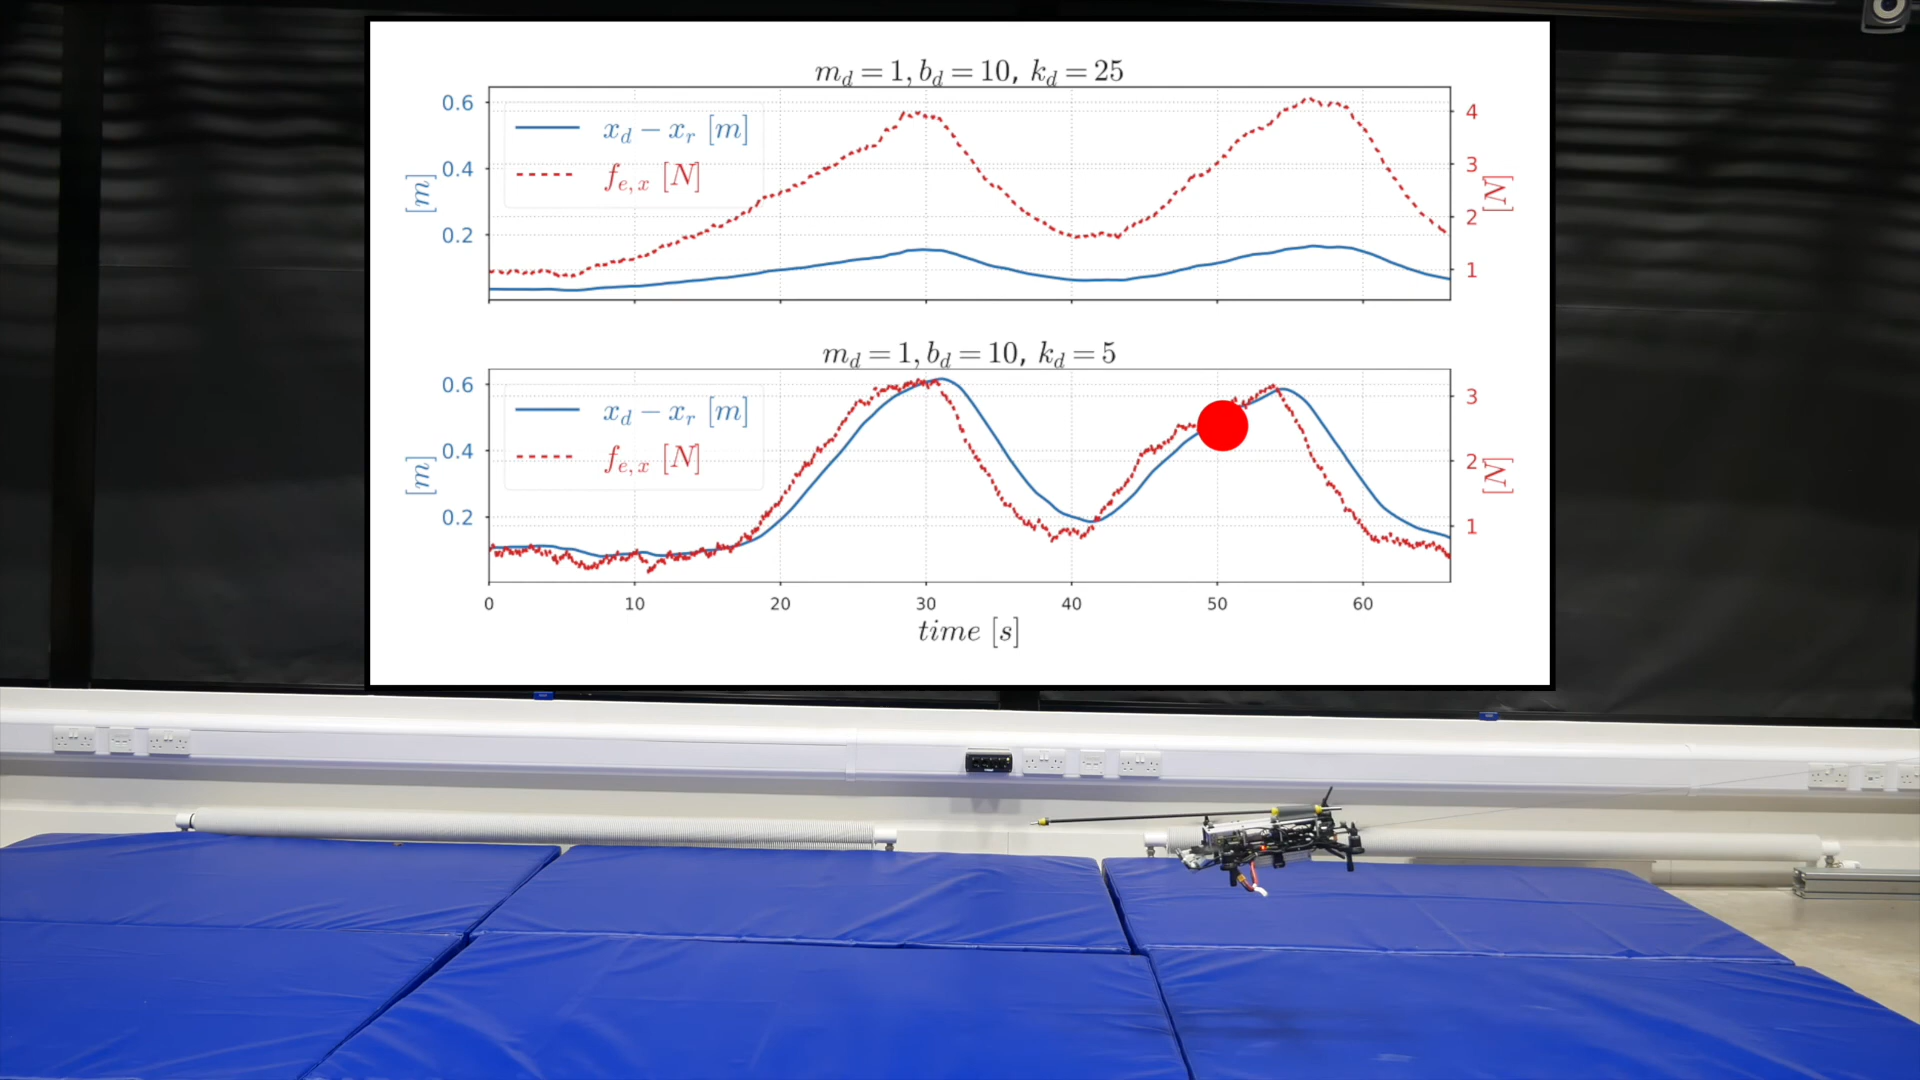 m_d = 1, b_d = 10, k_d = 25
0.6
0.4
0.2
[m]
x_d − x_r [m]
f_{e,x} [N]
4
3
2
1
[N]
m_d = 1, b_d = 10, k_d = 5
0.6
0.4
0.2
[m]
x_d − x_r [m]
f_{e,x} [N]
3
2
1
[N]
0 10 20 30 40 50 60
time [s]